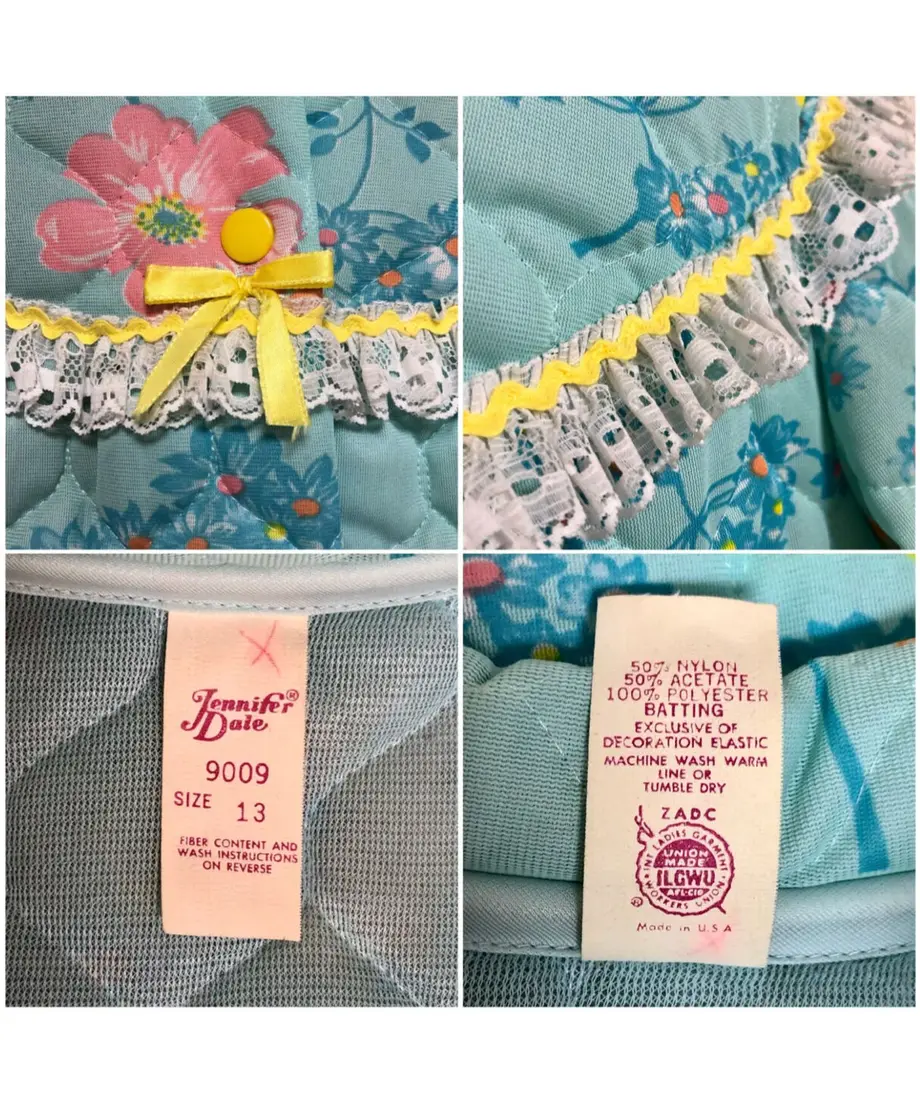 Jennifer®
Dale
9009
SIZE 13
FIBER CONTENT AND
WASH INSTRUCTIONS
ON REVERSE
50% NYLON
50% ACETATE
100% POLYESTER
BATTING
EXCLUSIVE OF
DECORATION ELASTIC
MACHINE WASH WARM
LINE OR
TUMBLE DRY
ZADC
INT LADIES GARMENT
UNION
MADE
ILGWU
AFL-CIO
WORKERS UNION
®
Made in U.S.A